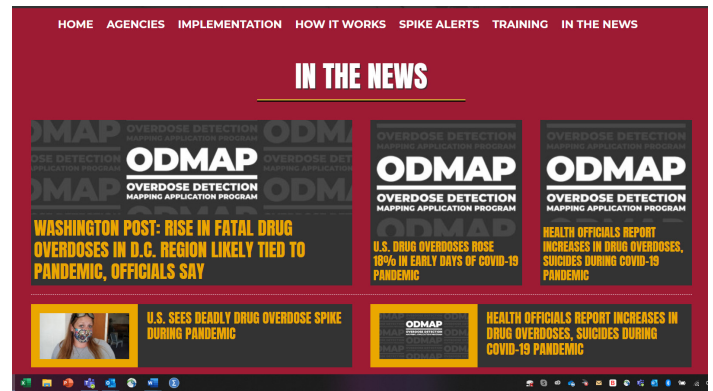 HOME AGENCIES IMPLEMENTATION HOW IT WORKS SPIKE ALERTS TRAINING IN THE NEWS
IN THE NEWS
ODMAP
OVERDOSE DETECTION
MAPPING APPLICATION PROGRAM
WASHINGTON POST: RISE IN FATAL DRUG
OVERDOSES IN D.C. REGION LIKELY TIED TO
PANDEMIC, OFFICIALS SAY
ODMAP
OVERDOSE DETECTION
MAPPING APPLICATION PROGRAM
U.S. DRUG OVERDOSES ROSE
18% IN EARLY DAYS OF COVID-19
PANDEMIC
ODMAP
OVERDOSE DETECTION
MAPPING APPLICATION PROGRAM
HEALTH OFFICIALS REPORT
INCREASES IN DRUG OVERDOSES,
SUICIDES DURING COVID-19
PANDEMIC
U.S. SEES DEADLY DRUG OVERDOSE SPIKE
DURING PANDEMIC
ODMAP
OVERDOSE DETECTION
HEALTH OFFICIALS REPORT INCREASES IN
DRUG OVERDOSES, SUICIDES DURING
COVID-19 PANDEMIC